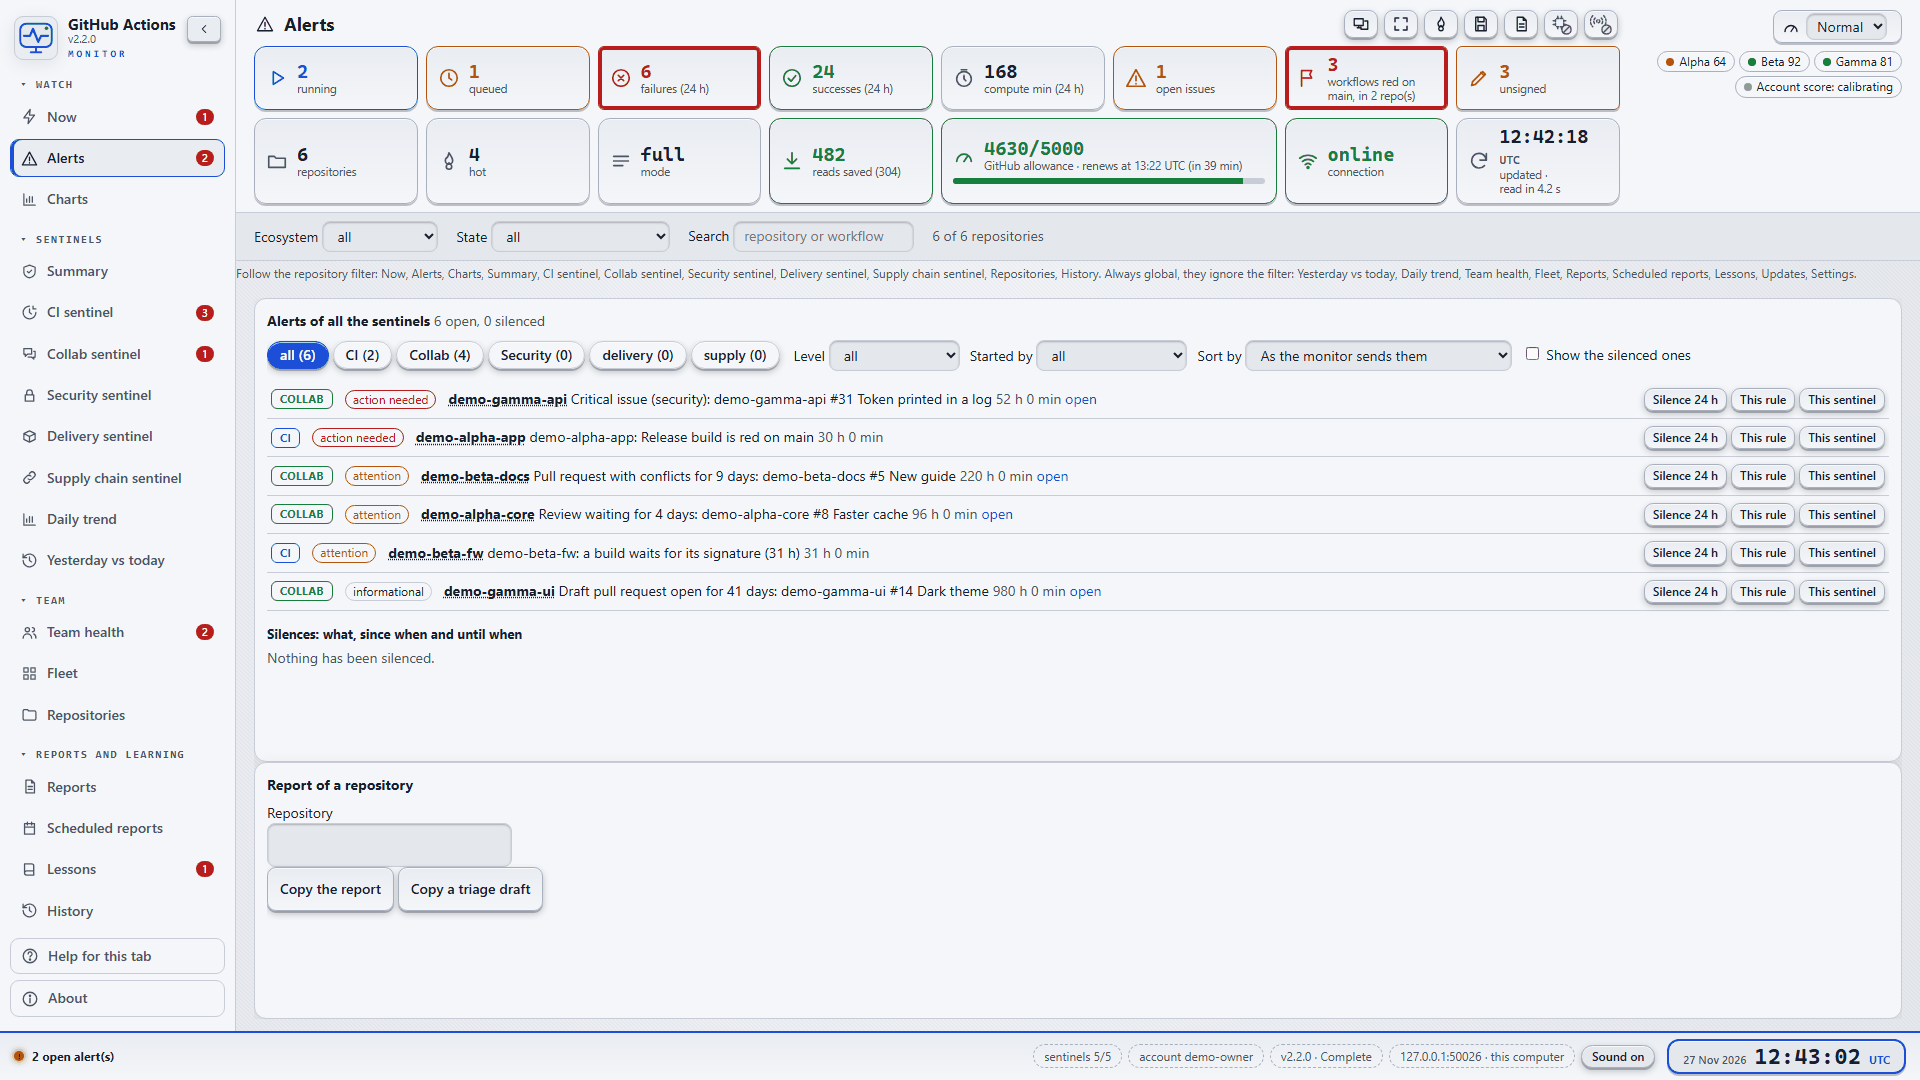 GitHub Actions
v2.2.0
MONITOR
WATCH
Now 1
Alerts 2
Charts
SENTINELS
Summary
CI sentinel 3
Collab sentinel 1
Security sentinel
Delivery sentinel
Supply chain sentinel
Daily trend
Yesterday vs today
TEAM
Team health 2
Fleet
Repositories
REPORTS AND LEARNING
Reports
Scheduled reports
Lessons 1
History
Help for this tab
About
Alerts
Normal
Alpha 64
Beta 92
Gamma 81
Account score: calibrating
2
running
1
queued
6
failures (24 h)
24
successes (24 h)
168
compute min (24 h)
1
open issues
3
workflows red on
main, in 2 repo(s)
3
unsigned
6
repositories
4
hot
full
mode
482
reads saved (304)
4630/5000
GitHub allowance · renews at 13:22 UTC (in 39 min)
online
connection
12:42:18
UTC
updated ·
read in 4.2 s
Ecosystem all State all Search repository or workflow 6 of 6 repositories
Follow the repository filter: Now, Alerts, Charts, Summary, CI sentinel, Collab sentinel, Security sentinel, Delivery sentinel, Supply chain sentinel, Repositories, History. Always global, they ignore the filter: Yesterday vs today, Daily trend, Team health, Fleet, Reports, Scheduled reports, Lessons, Updates, Settings.
Alerts of all the sentinels 6 open, 0 silenced
all (6) CI (2) Collab (4) Security (0) delivery (0) supply (0) Level all Started by all Sort by As the monitor sends them Show the silenced ones
COLLAB action needed demo-gamma-api Critical issue (security): demo-gamma-api #31 Token printed in a log 52 h 0 min open Silence 24 h This rule This sentinel
CI action needed demo-alpha-app demo-alpha-app: Release build is red on main 30 h 0 min Silence 24 h This rule This sentinel
COLLAB attention demo-beta-docs Pull request with conflicts for 9 days: demo-beta-docs #5 New guide 220 h 0 min open Silence 24 h This rule This sentinel
COLLAB attention demo-alpha-core Review waiting for 4 days: demo-alpha-core #8 Faster cache 96 h 0 min open Silence 24 h This rule This sentinel
CI attention demo-beta-fw demo-beta-fw: a build waits for its signature (31 h) 31 h 0 min Silence 24 h This rule This sentinel
COLLAB informational demo-gamma-ui Draft pull request open for 41 days: demo-gamma-ui #14 Dark theme 980 h 0 min open Silence 24 h This rule This sentinel
Silences: what, since when and until when
Nothing has been silenced.
Report of a repository
Repository
Copy the report Copy a triage draft
2 open alert(s)
sentinels 5/5
account demo-owner
v2.2.0 · Complete
127.0.0.1:50026 · this computer
Sound on
27 Nov 2026 12:43:02 UTC